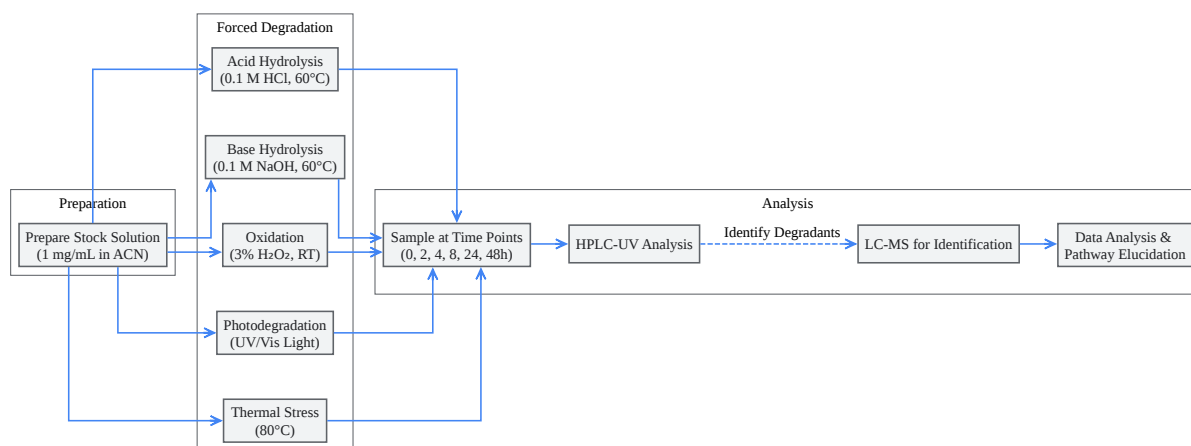 Forced Degradation
Acid Hydrolysis
(0.1 M HCl, 60°C)
Base Hydrolysis
(0.1 M NaOH, 60°C)
Preparation
Prepare Stock Solution
(1 mg/mL in ACN)
Oxidation
(3% H₂O₂, RT)
Photodegradation
(UV/Vis Light)
Thermal Stress
(80°C)
Analysis
Sample at Time Points
(0, 2, 4, 8, 24, 48h)
HPLC-UV Analysis
Identify Degradants
LC-MS for Identification
Data Analysis &
Pathway Elucidation